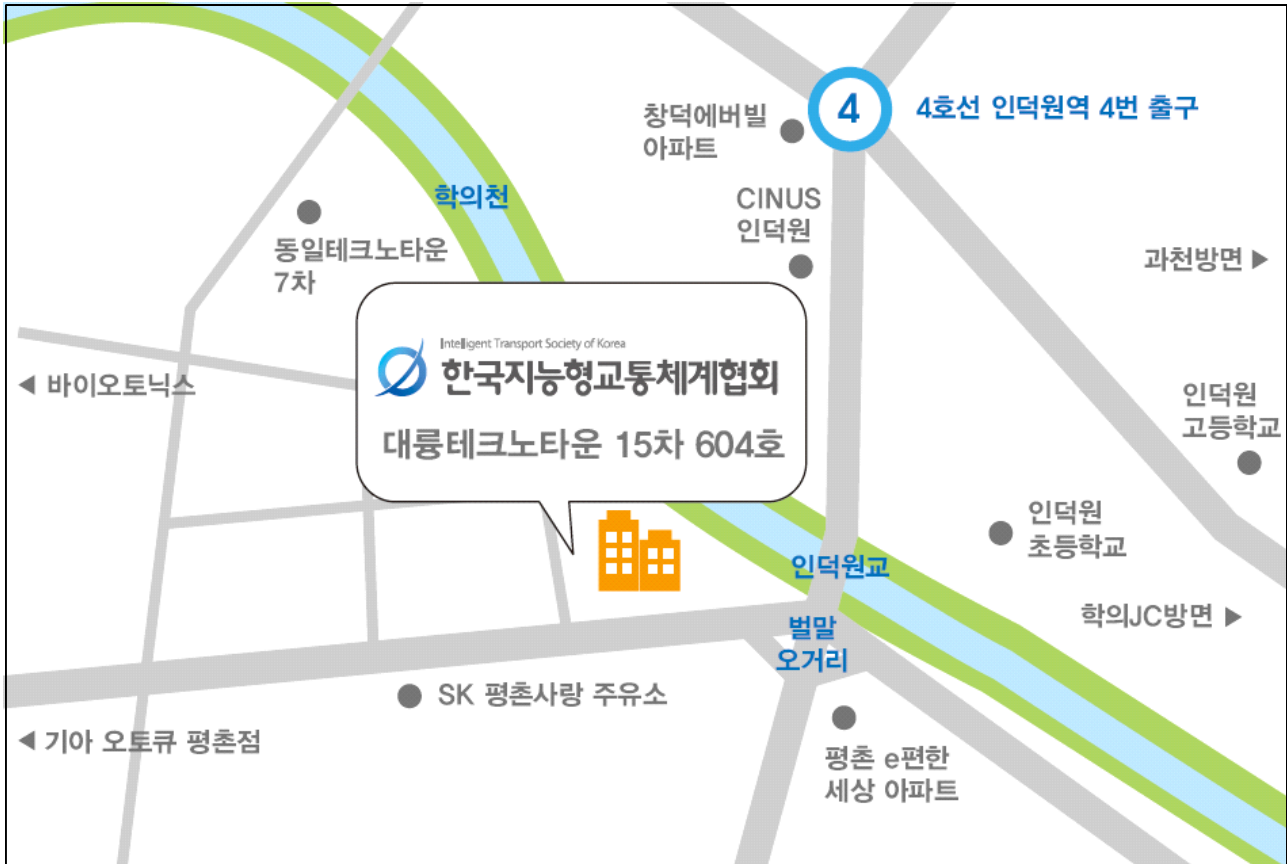 4
4호선 인덕원역 4번 출구
창덕에버빌
아파트
학의천
CINUS
인덕원
동일테크노타운
7차
과천방면 ▶
Intelligent Transport Society of Korea
한국지능형교통체계협회
대륭테크노타운 15차 604호
◀ 바이오토닉스
인덕원
고등학교
인덕원
초등학교
인덕원교
학의JC방면 ▶
벌말
오거리
SK 평촌사랑 주유소
◀ 기아 오토큐 평촌점
평촌 e편한
세상 아파트